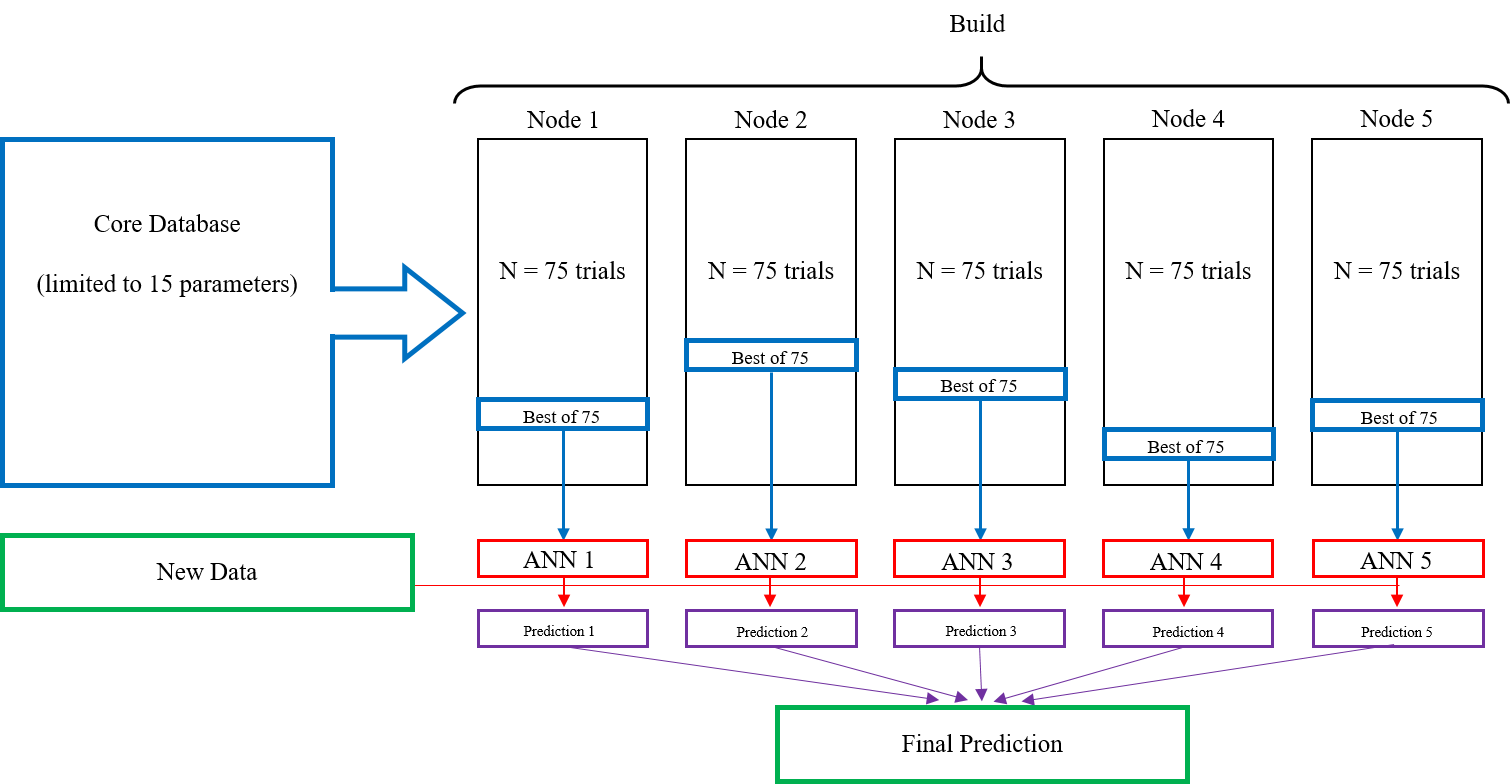 Build
Node 1
Node 2
Node 3
Node 4
Node 5
Core Database
(limited to 15 parameters)
N = 75 trials
N = 75 trials
N = 75 trials
N = 75 trials
N = 75 trials
Best of 75
Best of 75
Best of 75
Best of 75
Best of 75
New Data
ANN 1
ANN 2
ANN 3
ANN 4
ANN 5
Prediction 1
Prediction 2
Prediction 3
Prediction 4
Prediction 5
Final Prediction